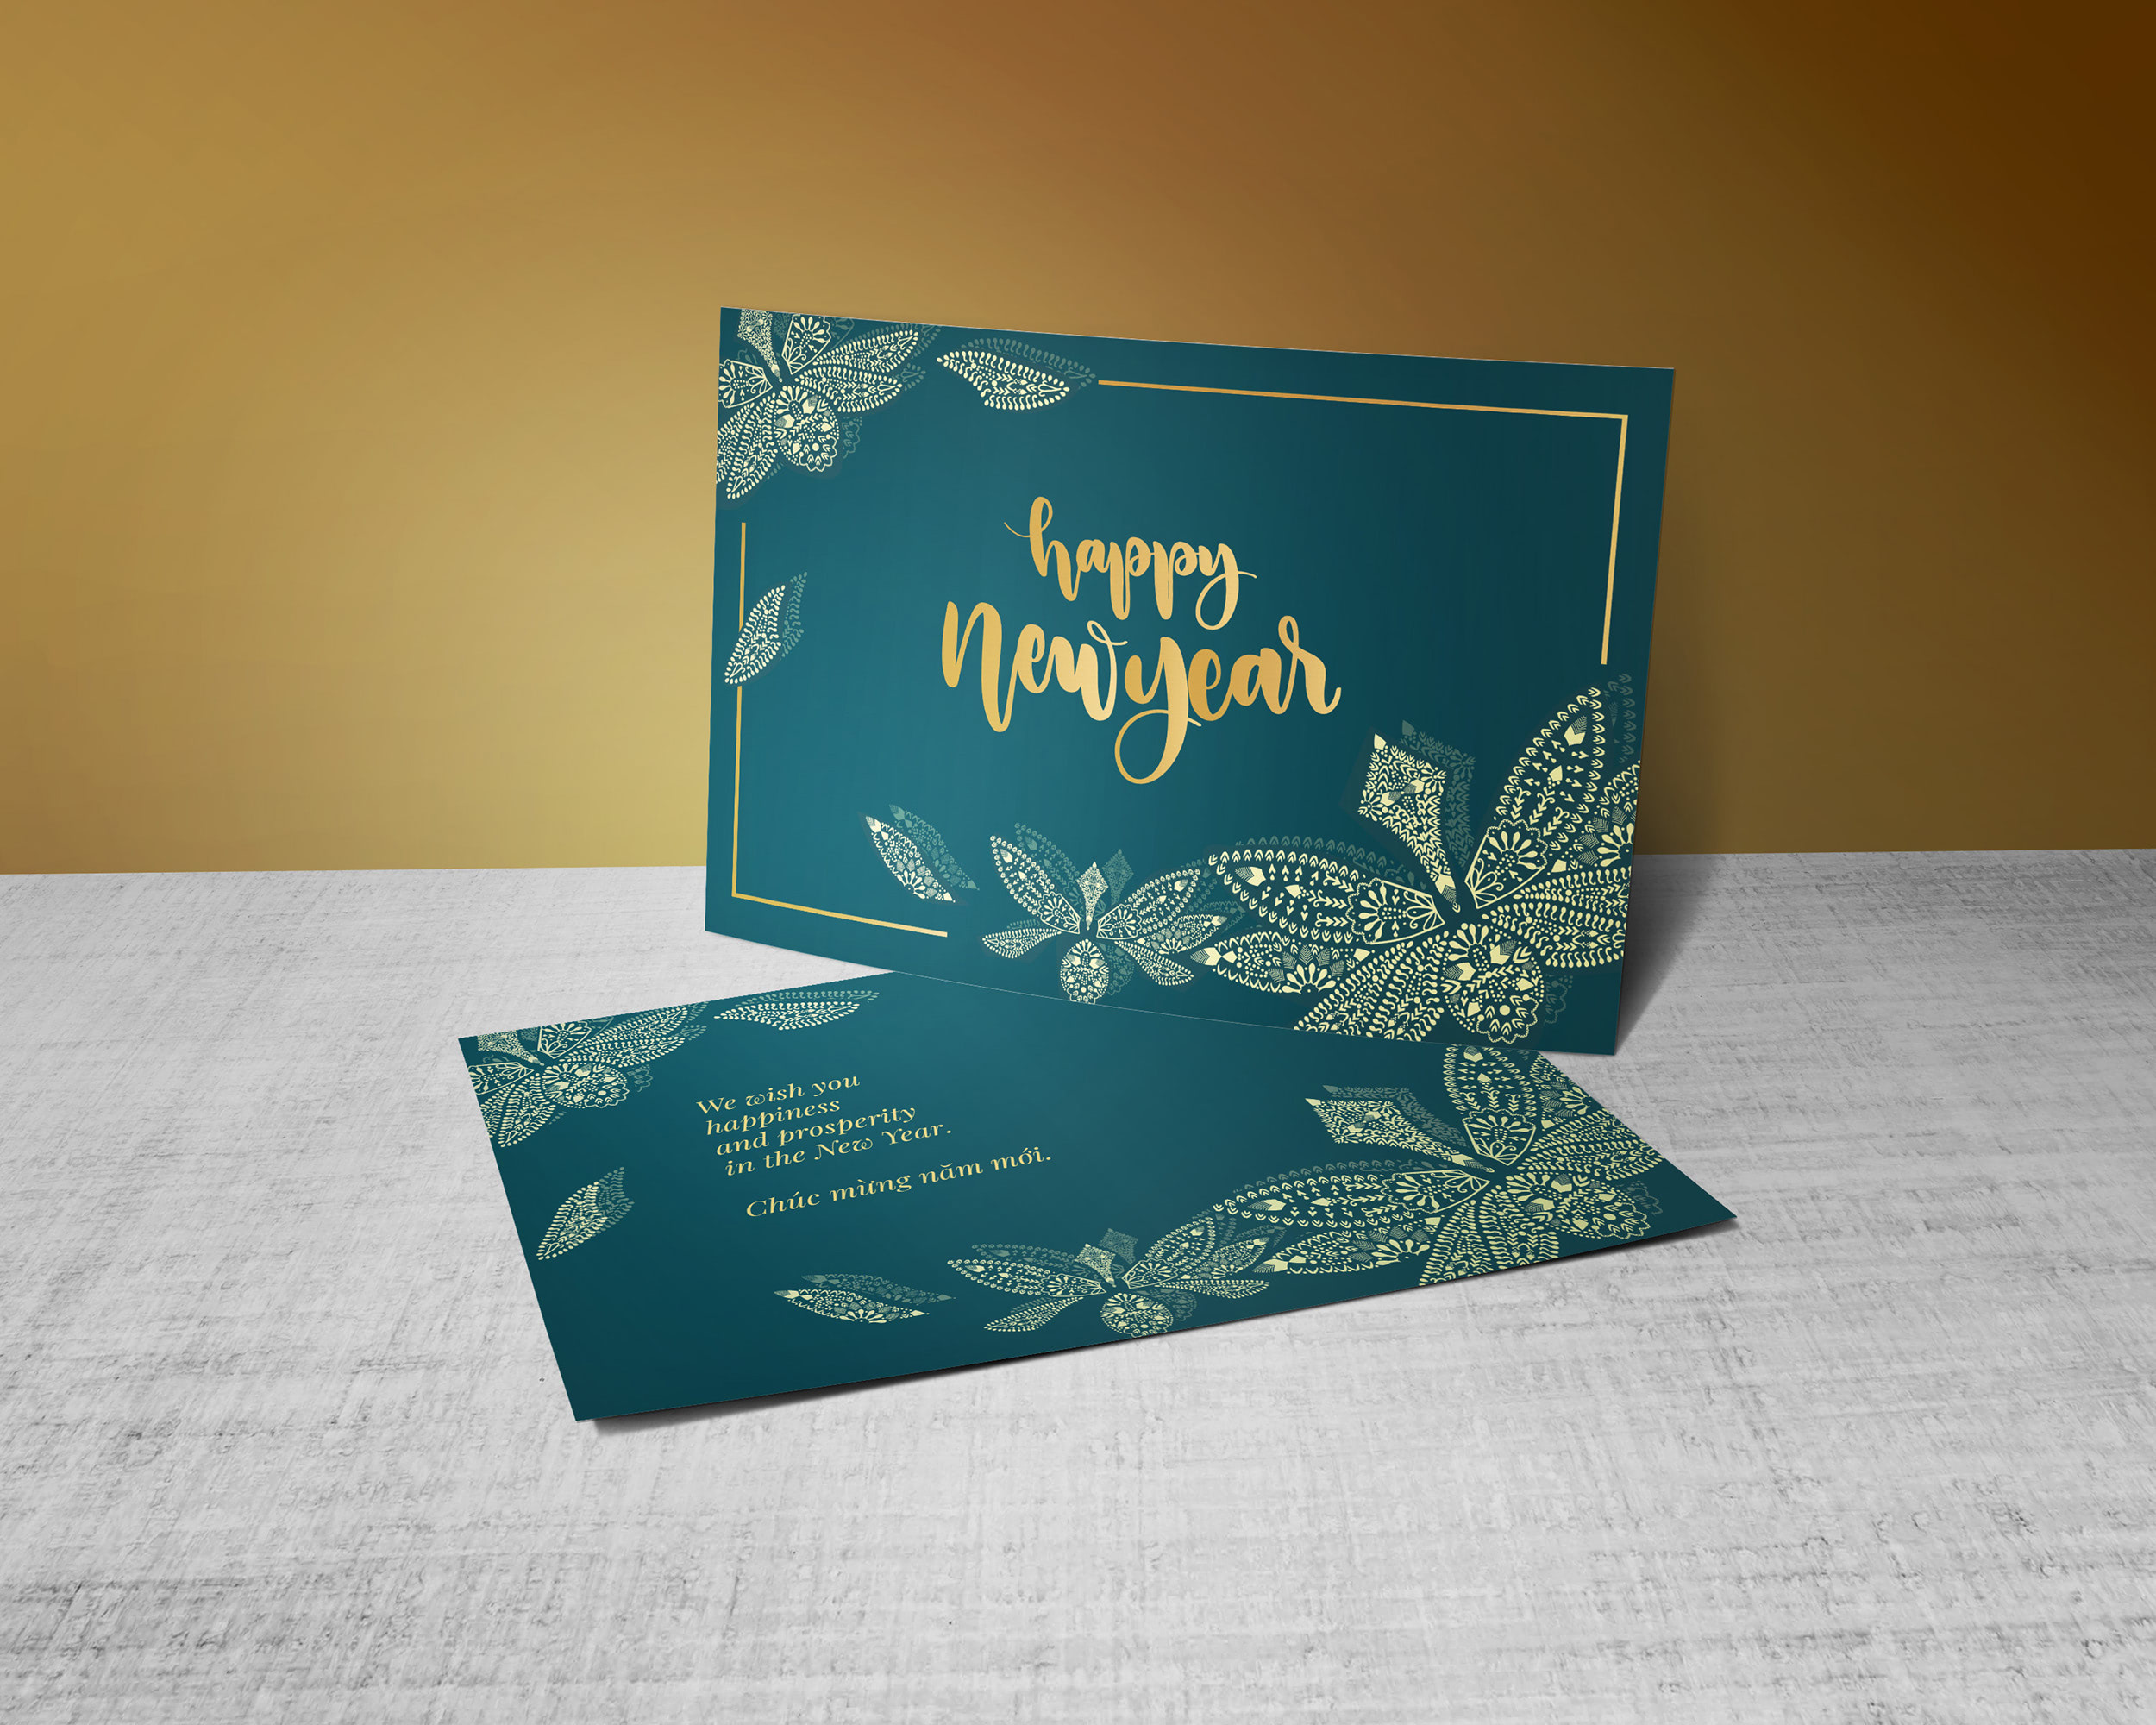 happy
New year
We wish you
happiness
and prosperity
in the New Year.
Chúc mừng năm mới.